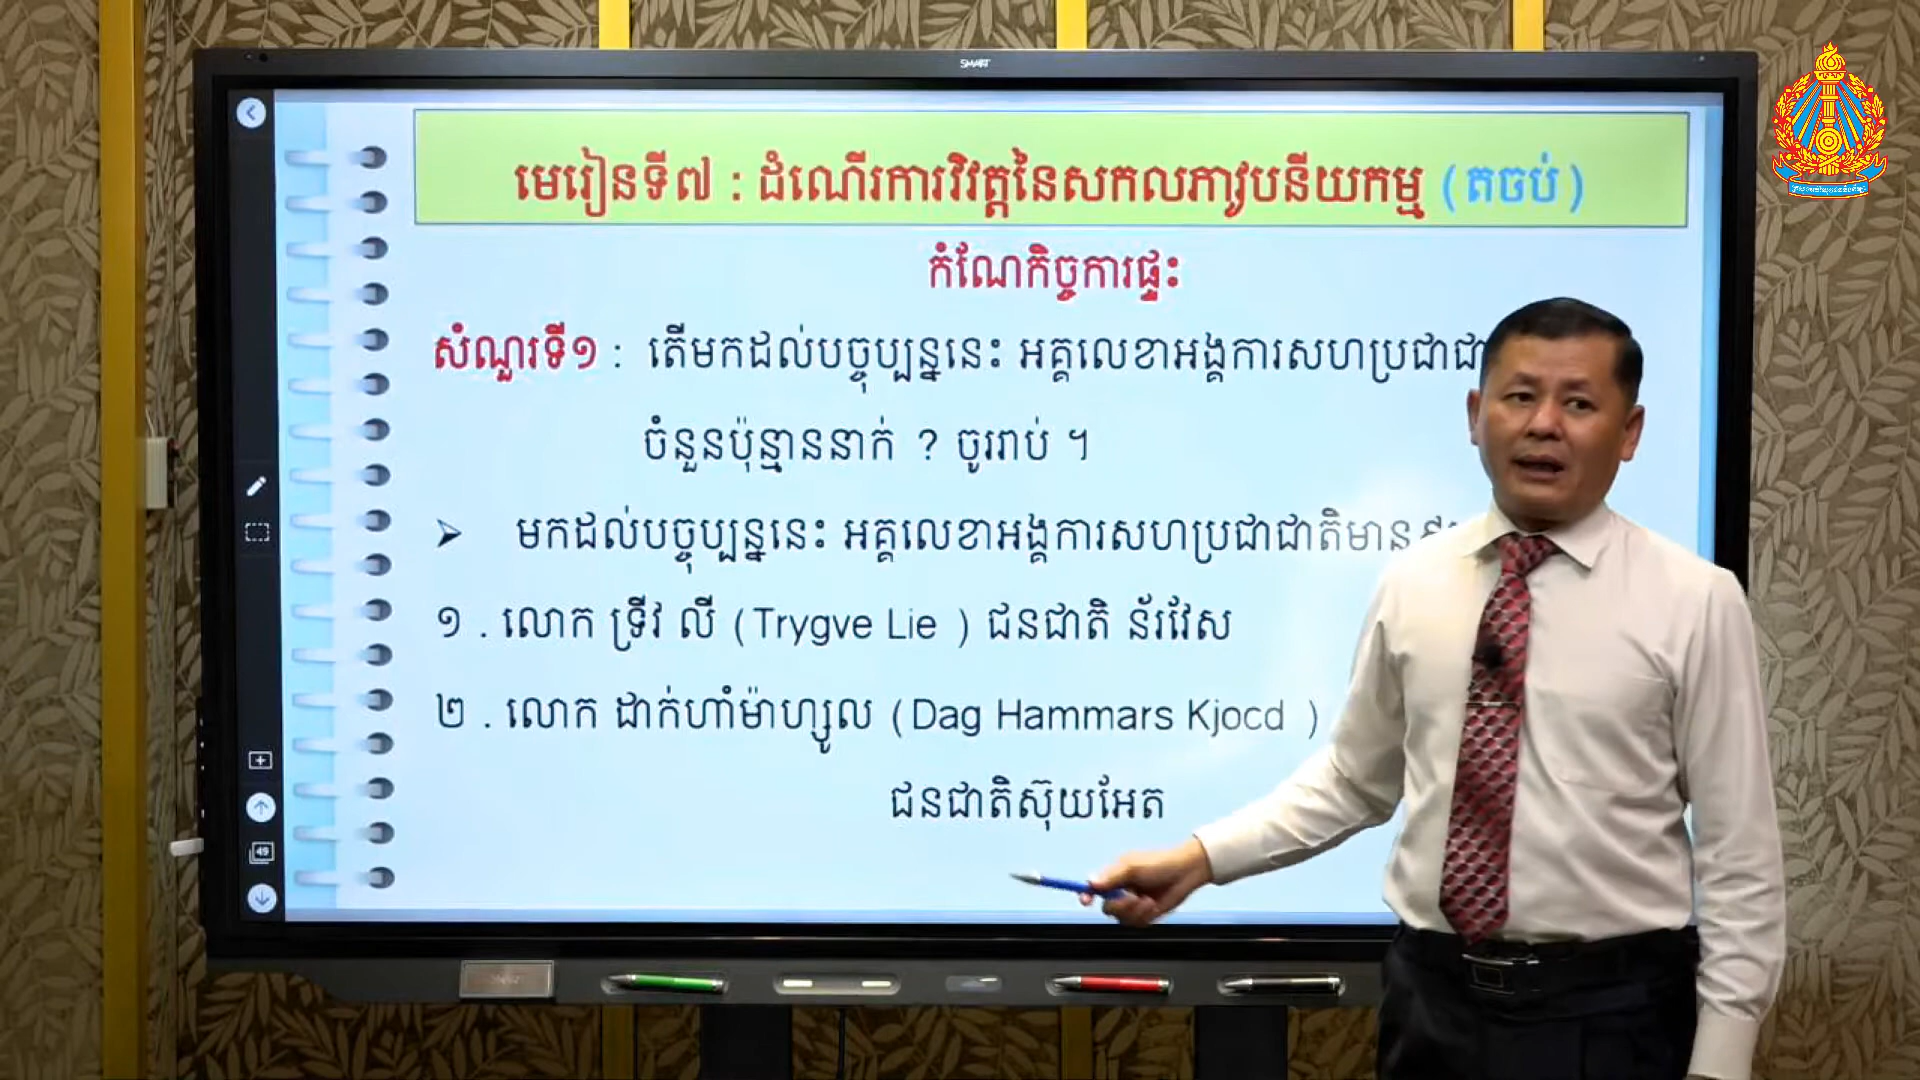 SMART
មេរៀនទី៧ : ដំណើរការវិវត្តនៃសកលភាវូបនីយកម្ម (តចប់)
កំណែកិច្ចការផ្ទះ
សំណួរទី១ : តើមកដល់បច្ចុប្បន្ននេះ អគ្គលេខាអង្គការសហប្រជាជា
ចំនួនប៉ុន្មាននាក់ ? ចូររាប់ ។
➢ មកដល់បច្ចុប្បន្ននេះ អគ្គលេខាអង្គការសហប្រជាជាតិមាន៩
១ . លោក ទ្រីវ លី (Trygve Lie ) ជនជាតិ ន័រវែស
២ . លោក ដាក់ហាំម៉ាហ្សូល (Dag Hammars Kjocd )
ជនជាតិស៊ុយអែត
49